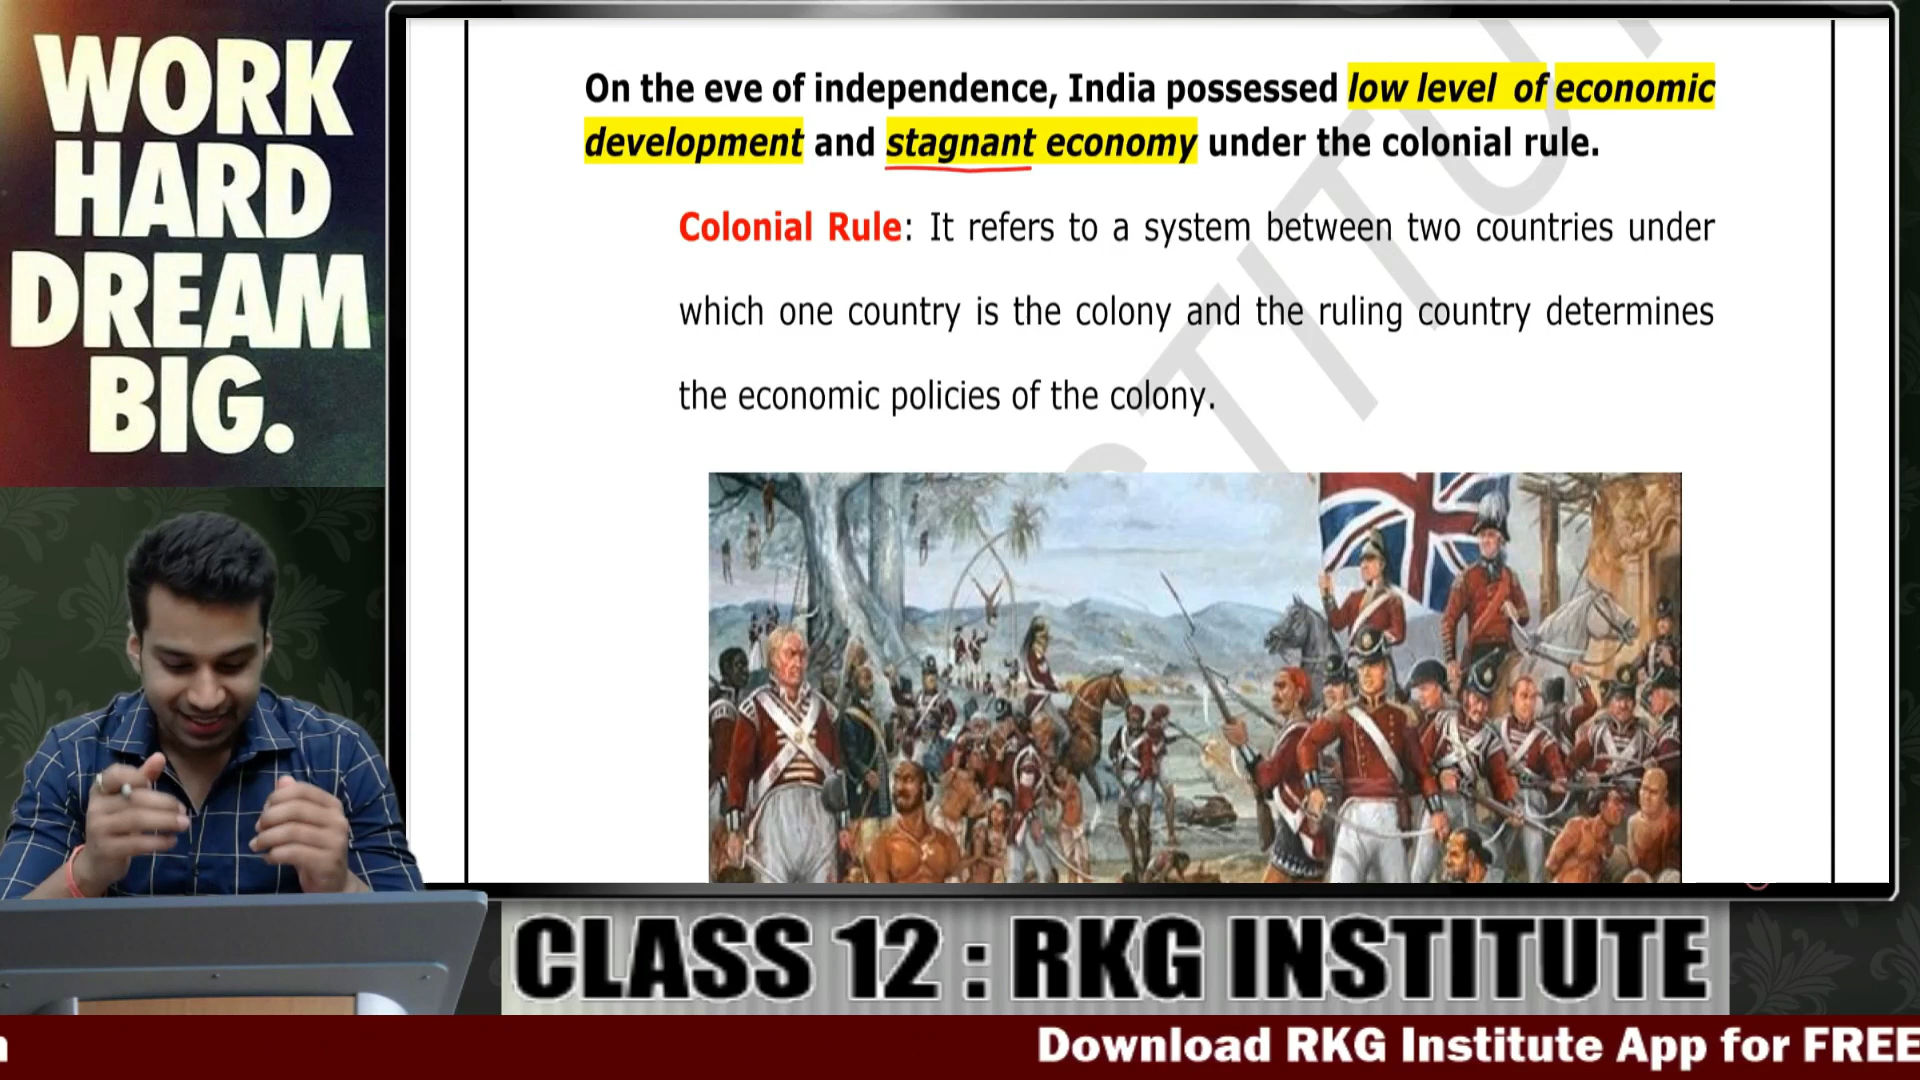 WORK
HARD
DREAM
BIG.
On the eve of independence, India possessed low level of economic
development and stagnant economy under the colonial rule.
Colonial Rule: It refers to a system between two countries under
which one country is the colony and the ruling country determines
the economic policies of the colony.
CLASS 12 : RKG INSTITUTE
Download RKG Institute App for FREE